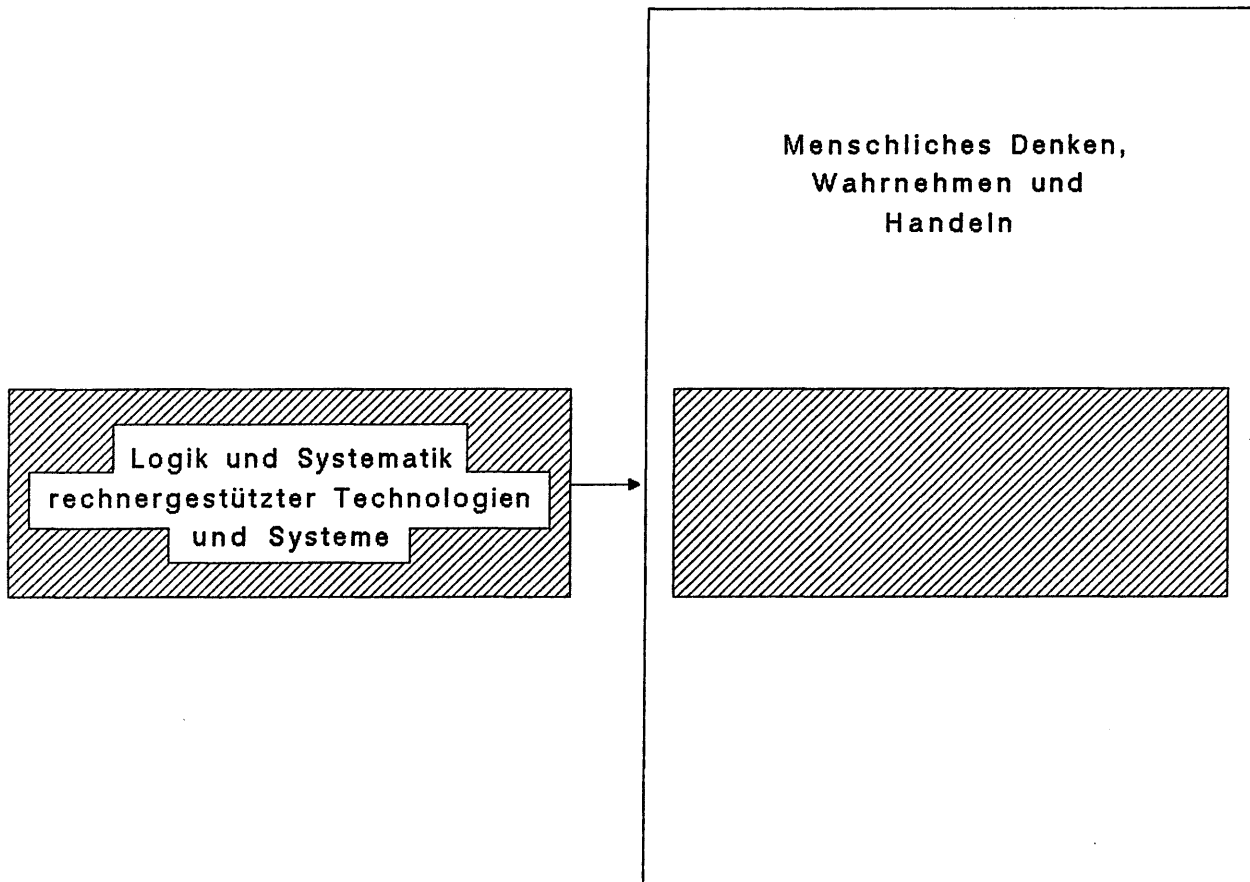 Menschliches Denken,
Wahrnehmen und
Handeln
Logik und Systematik
rechnergestützter Technologien
und Systeme